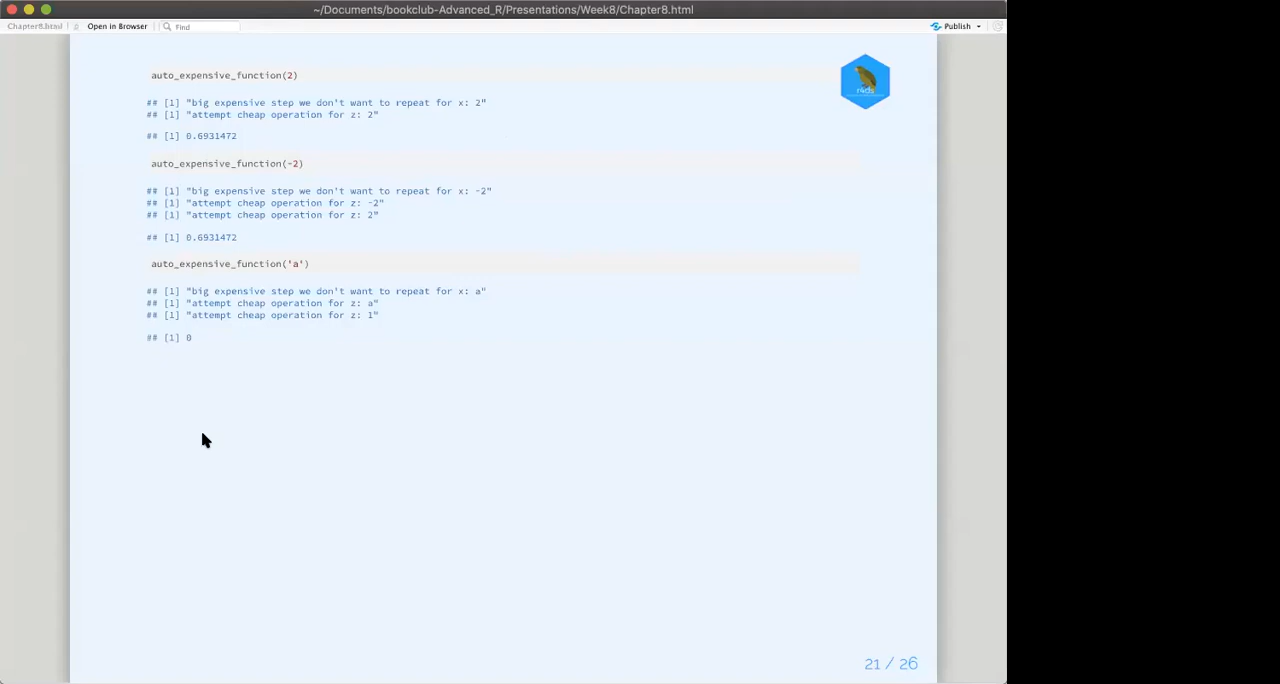 ~/Documents/bookclub-Advanced_R/Presentations/Week8/Chapter8.html
Chapter8.html
Open in Browser
Find
Publish
auto_expensive_function(2)
## [1] "big expensive step we don't want to repeat for x: 2"
## [1] "attempt cheap operation for z: 2"
## [1] 0.6931472
auto_expensive_function(-2)
## [1] "big expensive step we don't want to repeat for x: -2"
## [1] "attempt cheap operation for z: -2"
## [1] "attempt cheap operation for z: 2"
## [1] 0.6931472
auto_expensive_function('a')
## [1] "big expensive step we don't want to repeat for x: a"
## [1] "attempt cheap operation for z: a"
## [1] "attempt cheap operation for z: 1"
## [1] 0
r4ds
21 / 26